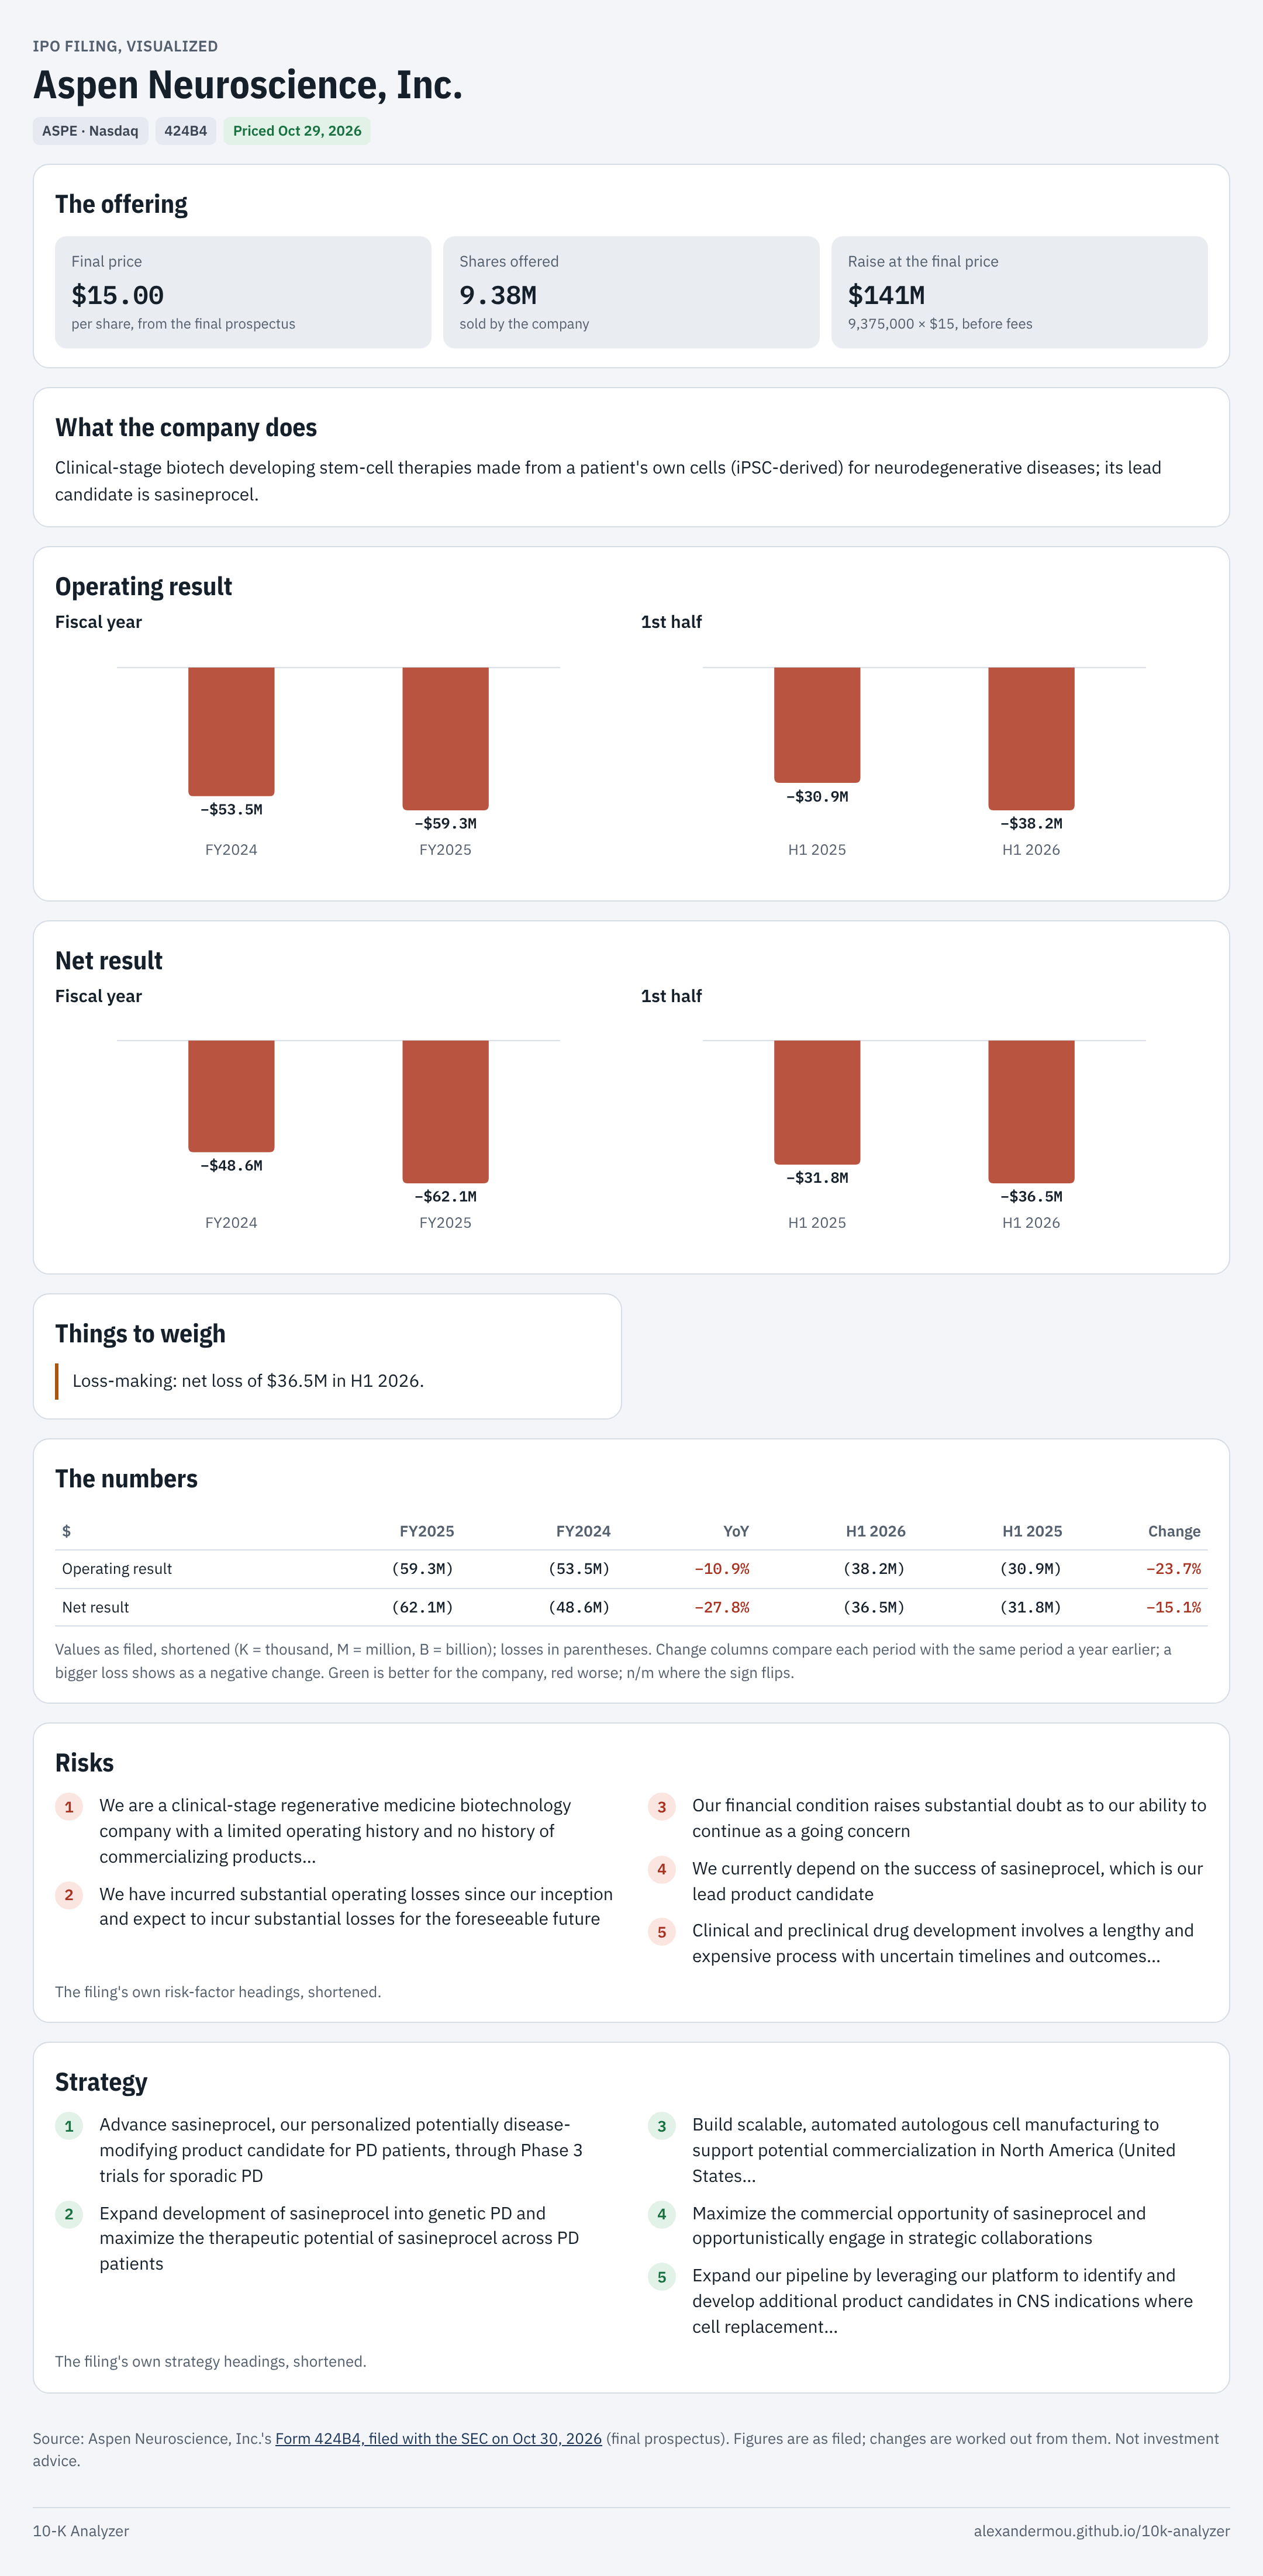 IPO FILING, VISUALIZED
Aspen Neuroscience, Inc.
ASPE · Nasdaq
424B4
Priced Oct 29, 2026
The offering
Final price
$15.00
per share, from the final prospectus
Shares offered
9.38M
sold by the company
Raise at the final price
$141M
9,375,000 × $15, before fees
What the company does
Clinical-stage biotech developing stem-cell therapies made from a patient's own cells (iPSC-derived) for neurodegenerative diseases; its lead
candidate is sasineprocel.
Operating result
Fiscal year
−$53.5M
−$59.3M
FY2024 FY2025
1st half
−$30.9M
−$38.2M
H1 2025 H1 2026
Net result
Fiscal year
−$48.6M
−$62.1M
FY2024 FY2025
1st half
−$31.8M
−$36.5M
H1 2025 H1 2026
Things to weigh
Loss-making: net loss of $36.5M in H1 2026.
The numbers
$ FY2025 FY2024 YoY H1 2026 H1 2025 Change
Operating result (59.3M) (53.5M) −10.9% (38.2M) (30.9M) −23.7%
Net result (62.1M) (48.6M) −27.8% (36.5M) (31.8M) −15.1%
Values as filed, shortened (K = thousand, M = million, B = billion); losses in parentheses. Change columns compare each period with the same period a year earlier; a
bigger loss shows as a negative change. Green is better for the company, red worse; n/m where the sign flips.
Risks
1 We are a clinical-stage regenerative medicine biotechnology
company with a limited operating history and no history of
commercializing products…
2 We have incurred substantial operating losses since our inception
and expect to incur substantial losses for the foreseeable future
3 Our financial condition raises substantial doubt as to our ability to
continue as a going concern
4 We currently depend on the success of sasineprocel, which is our
lead product candidate
5 Clinical and preclinical drug development involves a lengthy and
expensive process with uncertain timelines and outcomes…
The filing's own risk-factor headings, shortened.
Strategy
1 Advance sasineprocel, our personalized potentially disease-
modifying product candidate for PD patients, through Phase 3
trials for sporadic PD
2 Expand development of sasineprocel into genetic PD and
maximize the therapeutic potential of sasineprocel across PD
patients
3 Build scalable, automated autologous cell manufacturing to
support potential commercialization in North America (United
States…
4 Maximize the commercial opportunity of sasineprocel and
opportunistically engage in strategic collaborations
5 Expand our pipeline by leveraging our platform to identify and
develop additional product candidates in CNS indications where
cell replacement…
The filing's own strategy headings, shortened.
Source: Aspen Neuroscience, Inc.'s Form 424B4, filed with the SEC on Oct 30, 2026 (final prospectus). Figures are as filed; changes are worked out from them. Not investment
advice.
10-K Analyzer
alexandermou.github.io/10k-analyzer